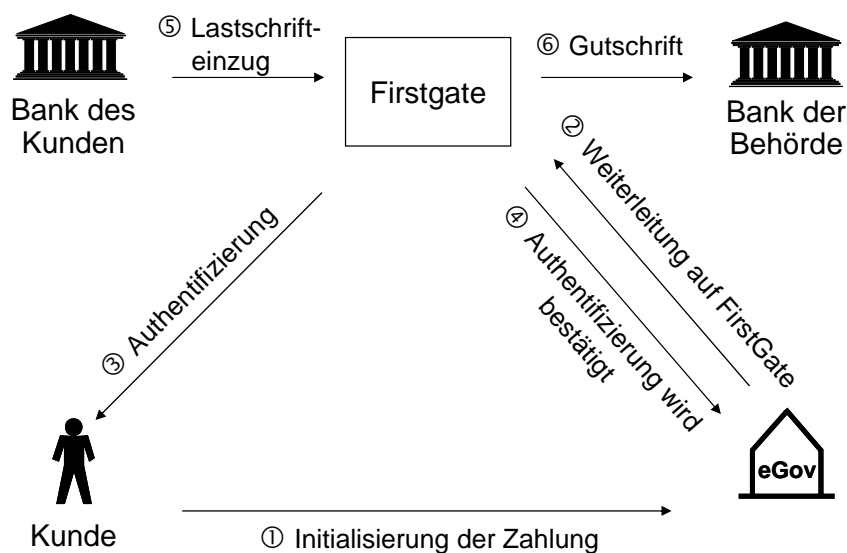 ⑤ Lastschrift-
einzug
Firstgate
⑥ Gutschrift
Bank des
Kunden
Bank der
Behörde
② Weiterleitung auf FirstGate
④ Authentifizierung wird
bestätigt
③ Authentifizierung
eGov
Kunde
① Initialisierung der Zahlung